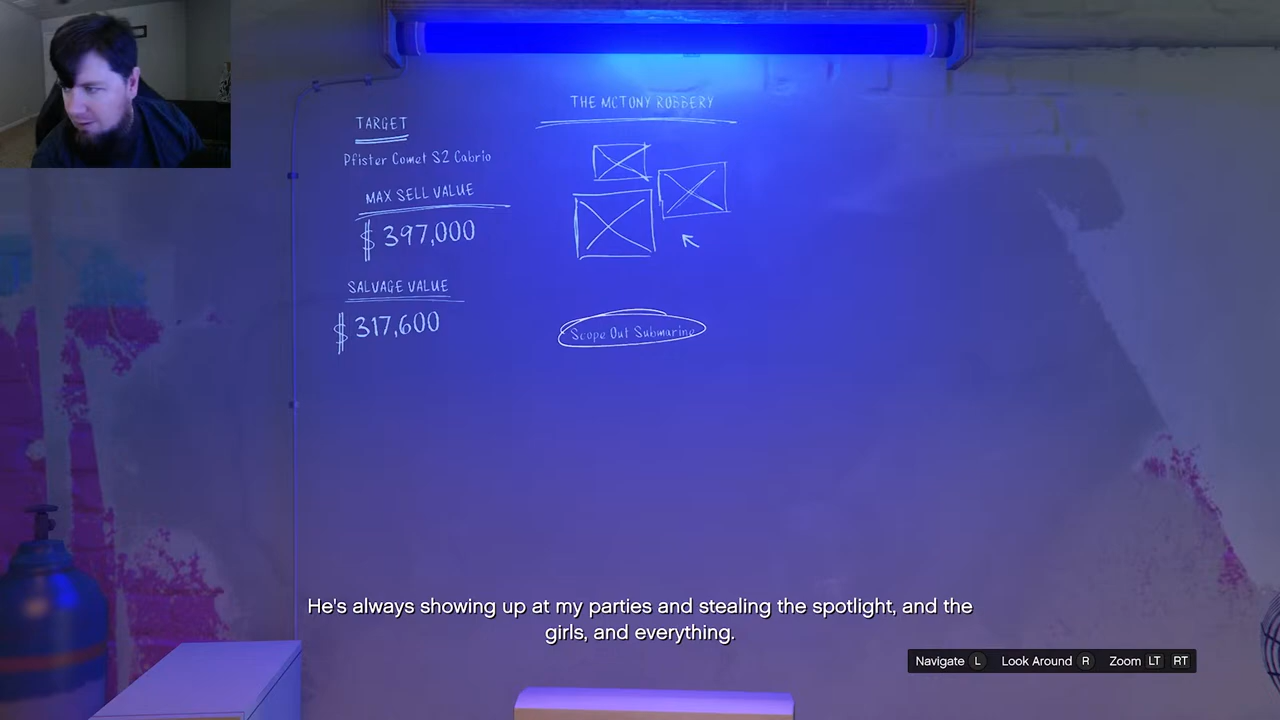 THE MCTONY ROBBERY
TARGET
Pfister Comet S2 Cabrio
MAX SELL VALUE
$397,000
SALVAGE VALUE
$317,600
Scope Out Submarine
He's always showing up at my parties and stealing the spotlight, and the
girls, and everything.
Navigate L Look Around R Zoom LT RT